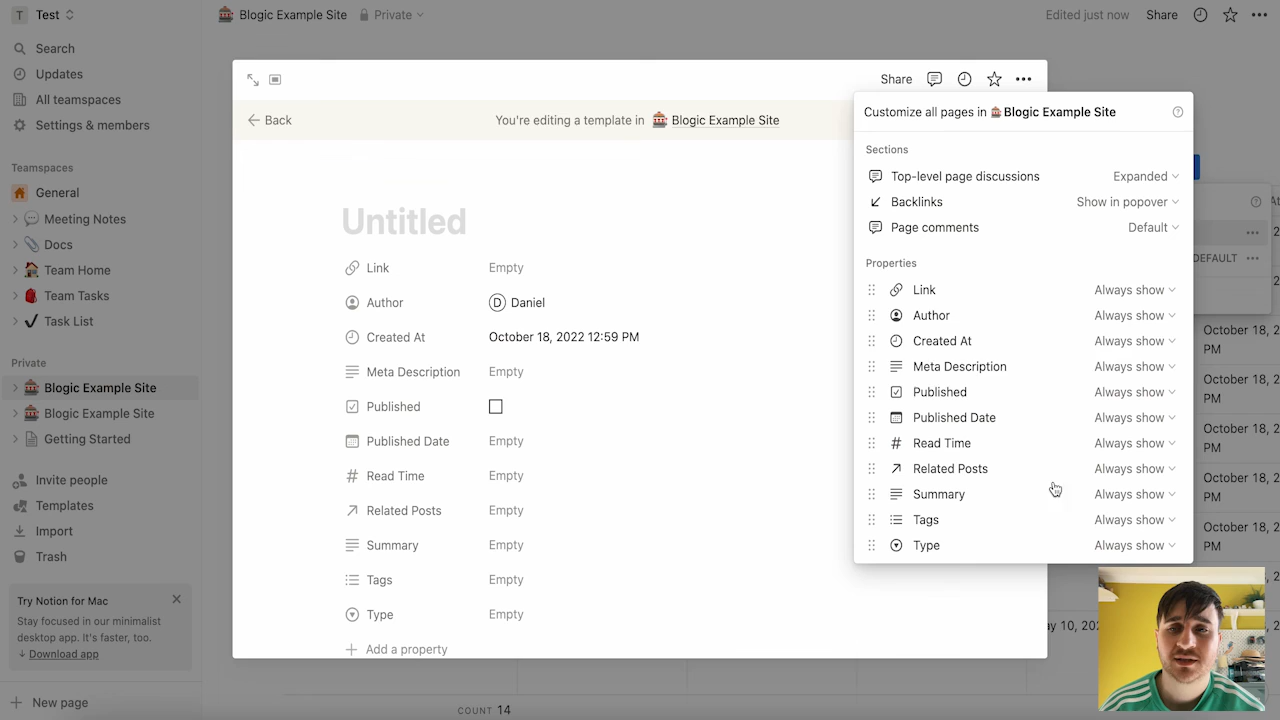 T Test
Blogic Example Site Private
Edited just now Share
Search
Updates
All teamspaces
Settings & members
Teamspaces
General
Meeting Notes
Docs
Team Home
Team Tasks
Task List
Private
Blogic Example Site
Blogic Example Site
Getting Started
Invite people
Templates
Import
Trash
Try Notion for Mac
Stay focused in our minimalist
desktop app. It's faster, too.
Download app
New page
Share
Back
You're editing a template in Blogic Example Site
Untitled
Link Empty
Author D Daniel
Created At October 18, 2022 12:59 PM
Meta Description Empty
Published
Published Date Empty
Read Time Empty
Related Posts Empty
Summary Empty
Tags Empty
Type Empty
Add a property
COUNT 14
Customize all pages in Blogic Example Site
Sections
Top-level page discussions Expanded
Backlinks Show in popover
Page comments Default
Properties
Link Always show
Author Always show
Created At Always show
Meta Description Always show
Published Always show
Published Date Always show
Read Time Always show
Related Posts Always show
Summary Always show
Tags Always show
Type Always show
DEFAULT
October 18, 2022
PM
October 18, 2022
PM
October 18, 2022
PM
October 18, 2022
PM
October 18, 2022
PM
10, 202